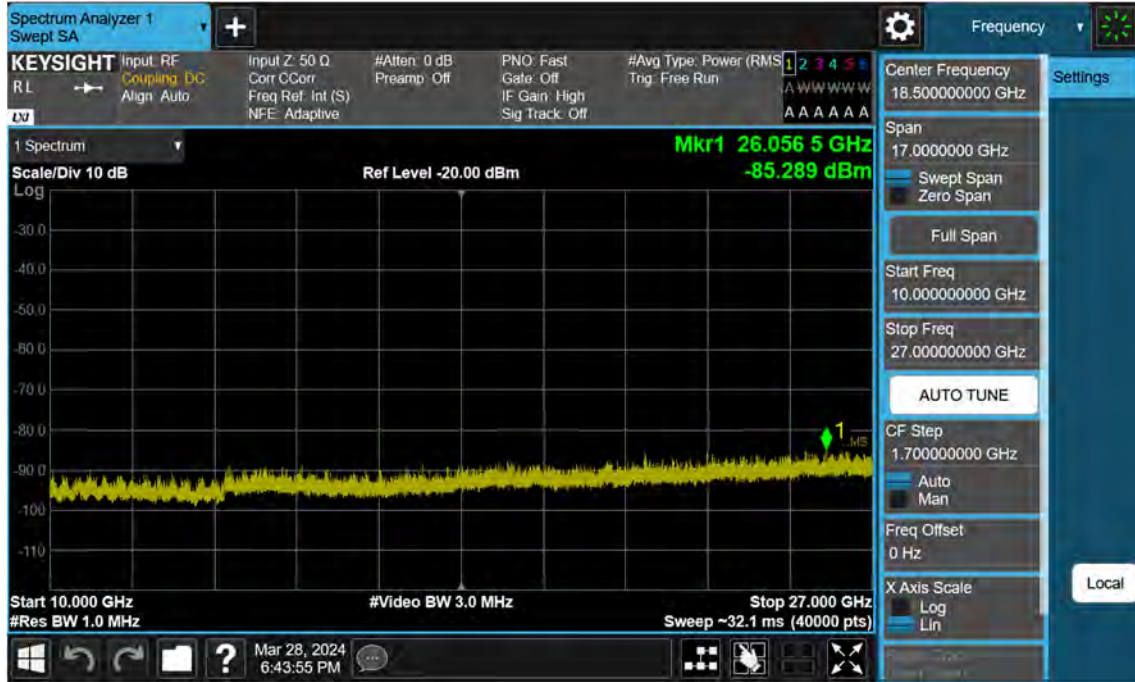 Spectrum Analyzer 1
Swept SA
Frequency
KEYSIGHT
RL
LXI
Input: RF
Coupling: DC
Align: Auto
Input Z: 50 Ω
Corr CCorr
Freq Ref: Int (S)
NFE: Adaptive
#Atten: 0 dB
Preamp: Off
PNO: Fast
Gate: Off
IF Gain: High
Sig Track: Off
#Avg Type: Power (RMS
Trig: Free Run
1 2 3 4 5 6
A W W W W W
A A A A A A
1 Spectrum
Scale/Div 10 dB
Log
Ref Level -20.00 dBm
Mkr1 26.056 5 GHz
-85.289 dBm
-30.0
-40.0
-50.0
-60.0
-70.0
-80.0
-90.0
-100
-110
1
Start 10.000 GHz
#Res BW 1.0 MHz
#Video BW 3.0 MHz
Stop 27.000 GHz
Sweep ~32.1 ms (40000 pts)
Mar 28, 2024
6:43:55 PM
Center Frequency
18.500000000 GHz
Span
17.0000000 GHz
Swept Span
Zero Span
Full Span
Start Freq
10.000000000 GHz
Stop Freq
27.000000000 GHz
AUTO TUNE
CF Step
1.700000000 GHz
Auto
Man
Freq Offset
0 Hz
X Axis Scale
Log
Lin
Settings
Local